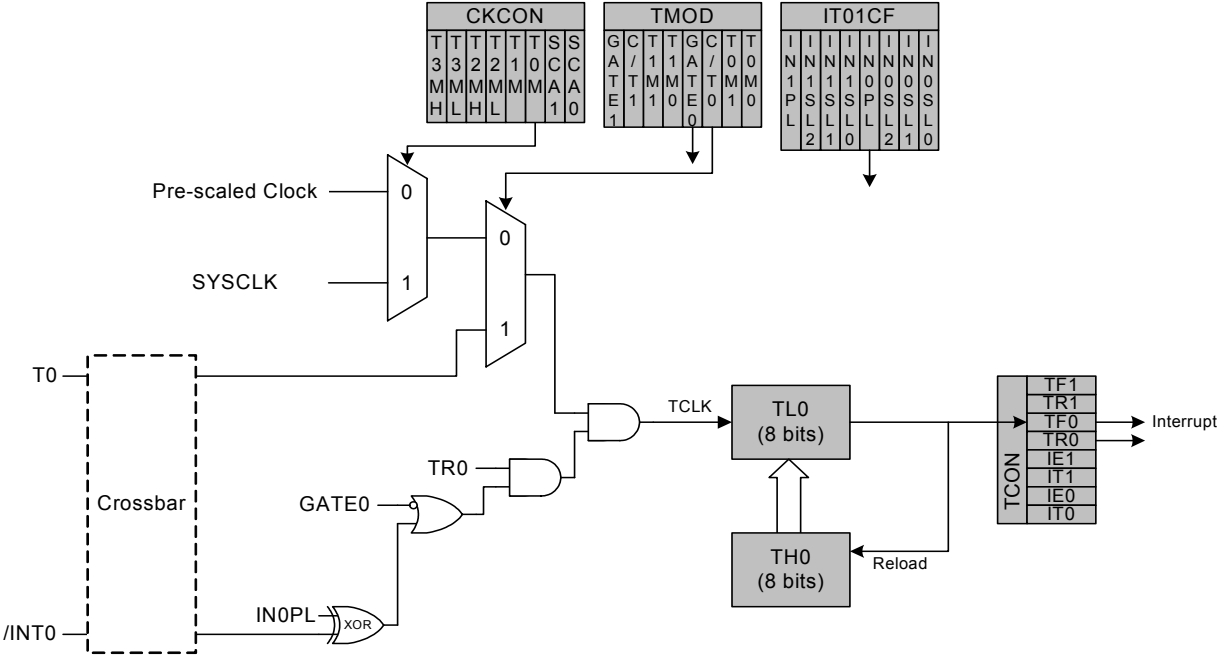 CKCON
T3MH T3ML T2MH T2ML T1M T0M SCA1 SCA0
TMOD
GATE1 C/T1 T1M1 T1M0 GATE0 C/T0 T0M1 T0M0
IT01CF
IN1PL IN1SL2 IN1SL1 IN1SL0 IN0PL IN0SL2 IN0SL1 IN0SL0
Pre-scaled Clock
0
SYSCLK
1
0
1
T0
Crossbar
/INT0
TR0
GATE0
IN0PL
XOR
TCLK
TL0
(8 bits)
TH0
(8 bits)
Reload
TCON
TF1
TR1
TF0
TR0
IE1
IT1
IE0
IT0
Interrupt